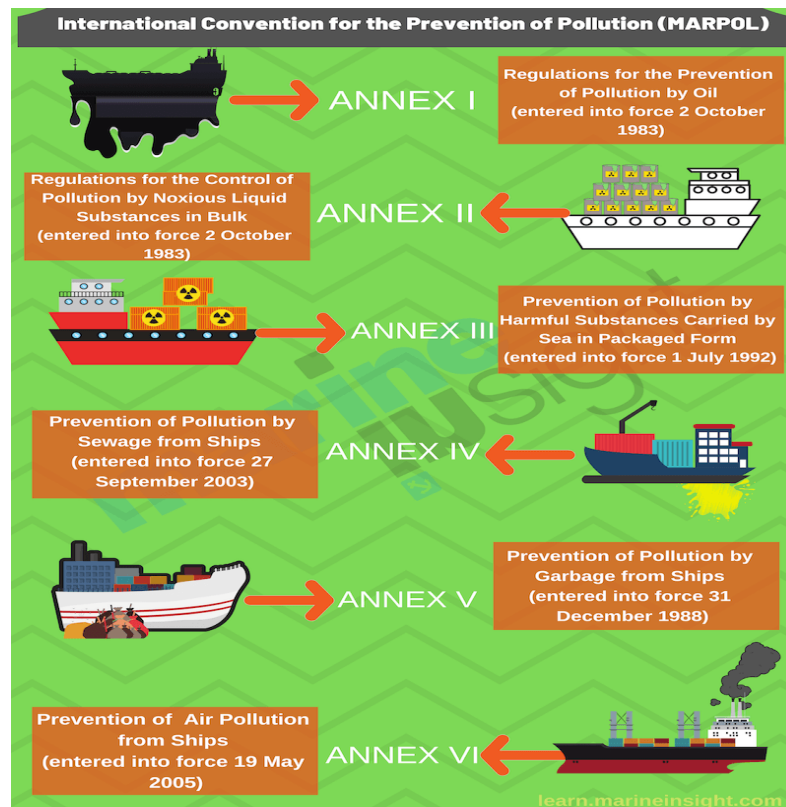 International Convention for the Prevention of Pollution (MARPOL)
ANNEX I
Regulations for the Prevention
of Pollution by Oil
(entered into force 2 October
1983)
Regulations for the Control of
Pollution by Noxious Liquid
Substances in Bulk
(entered into force 2 October
1983)
ANNEX II
ANNEX III
Prevention of Pollution by
Harmful Substances Carried by
Sea in Packaged Form
(entered into force 1 July 1992)
Prevention of Pollution by
Sewage from Ships
(entered into force 27
September 2003)
ANNEX IV
ANNEX V
Prevention of Pollution by
Garbage from Ships
(entered into force 31
December 1988)
Prevention of  Air Pollution
from Ships
(entered into force 19 May
2005)
ANNEX VI
marine
insight
learn.marineinsight.com